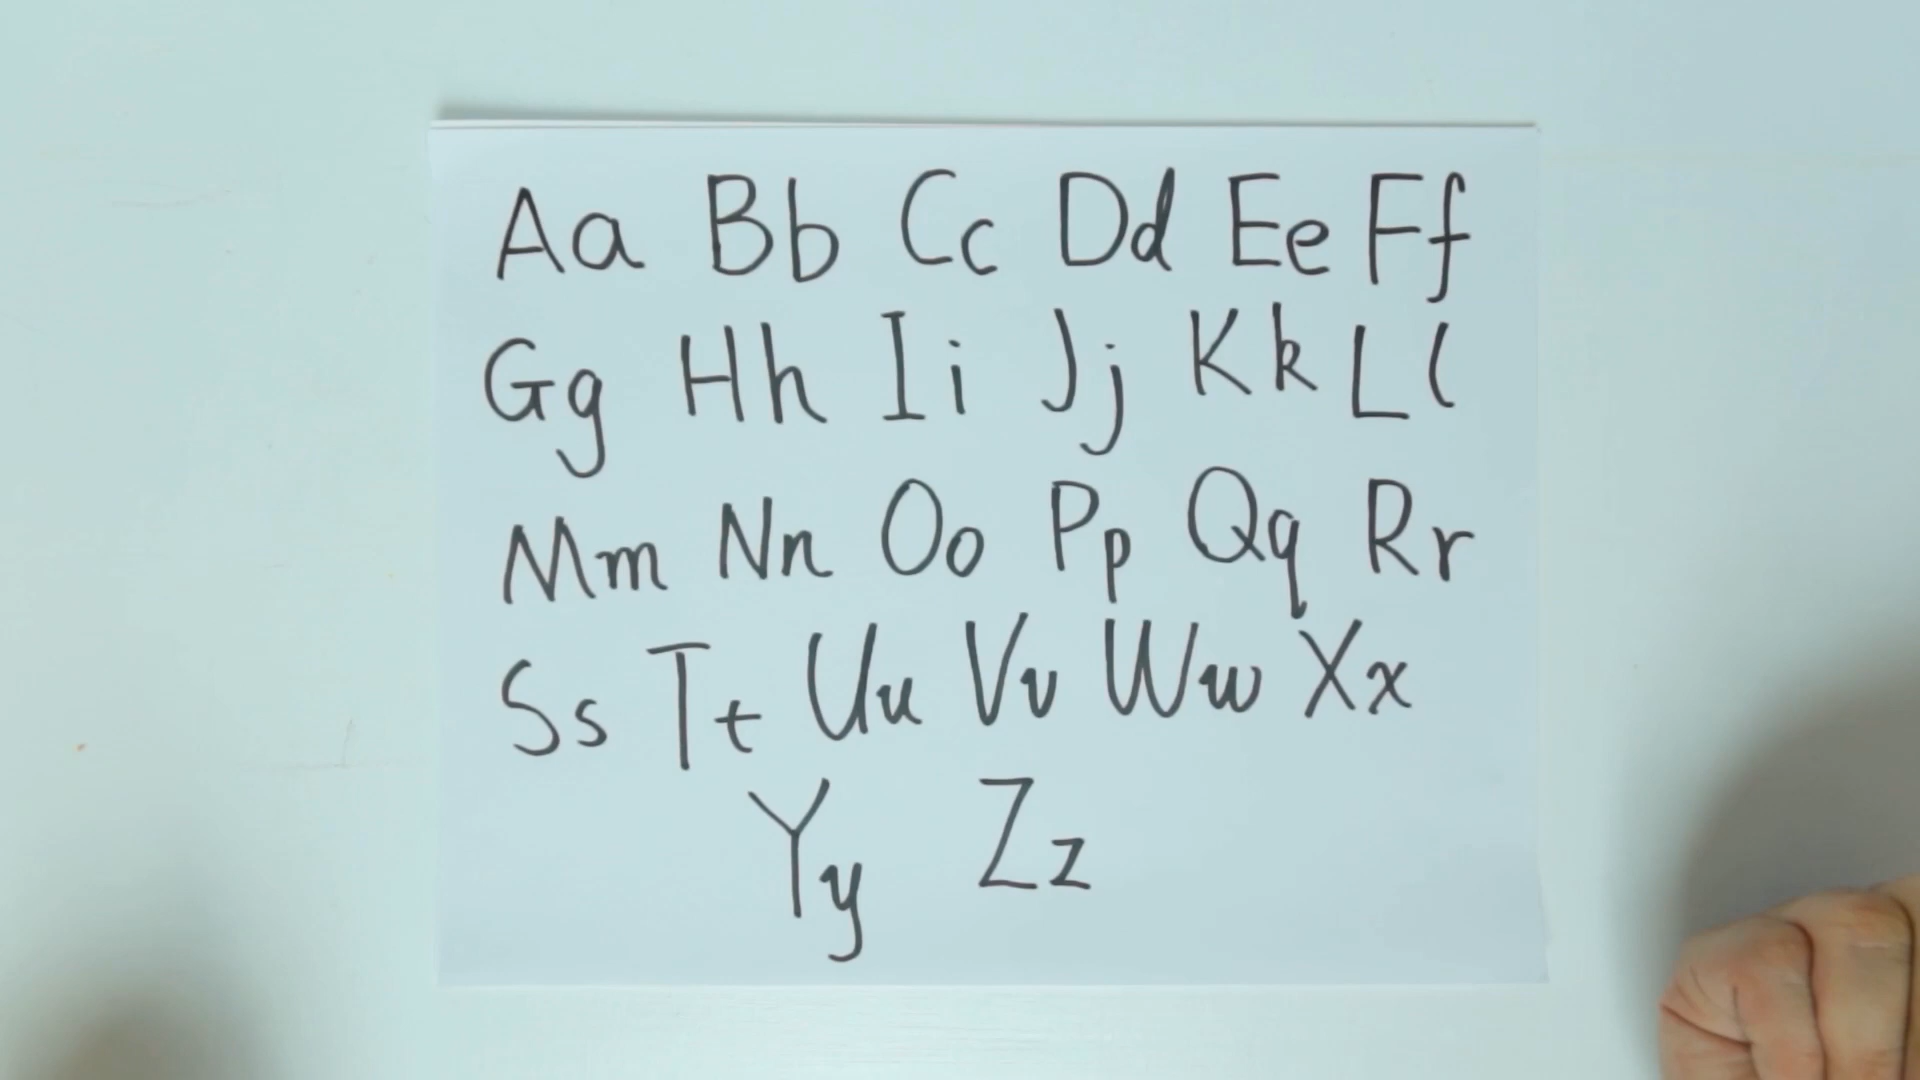 Aa Bb Cc Dd Ee Ff
Gg Hh Ii Jj Kk Ll
Mm Nn Oo Pp Qq Rr
Ss Tt Uu Vv Ww Xx
Yy Zz